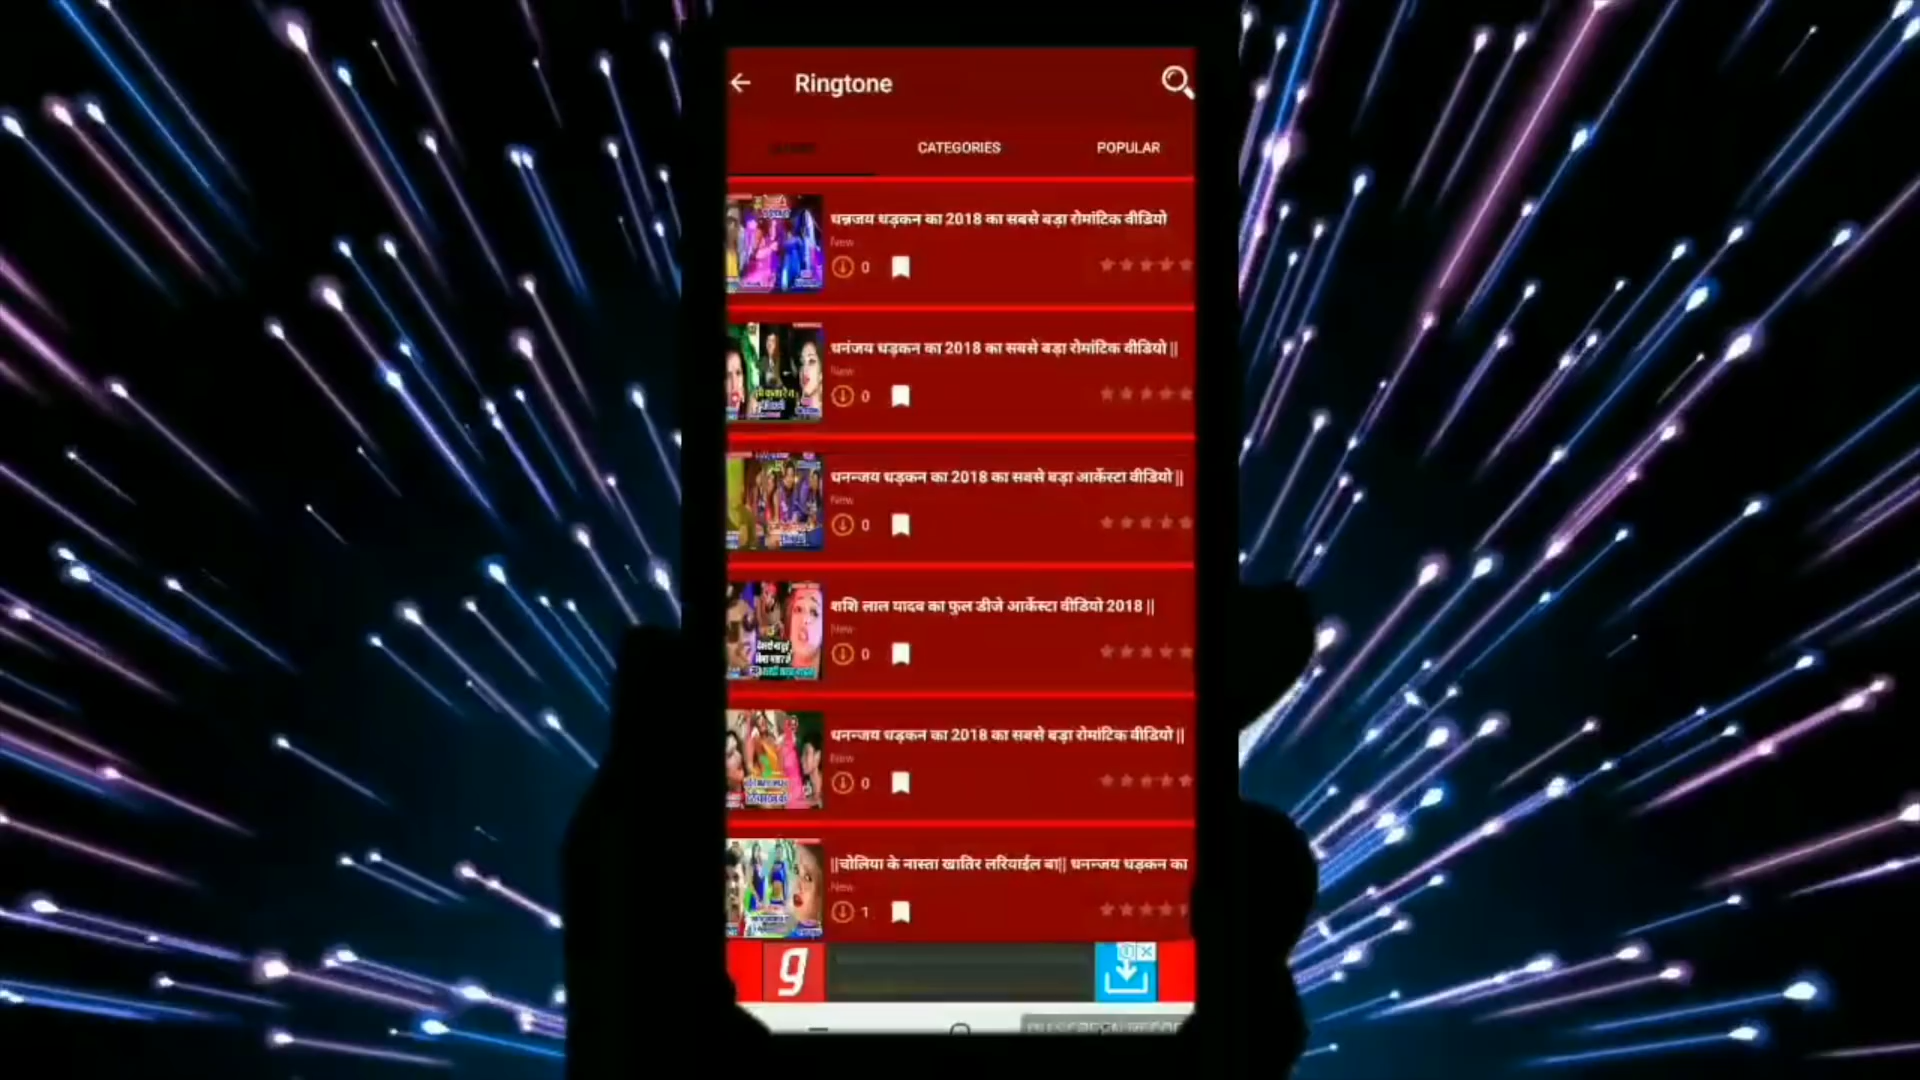 Ringtone
CATEGORIES
POPULAR
धन्नजय धड़कन का 2018 का सबसे बड़ा रोमांटिक वीडियो
New
0
धनंजय धड़कन का 2018 का सबसे बड़ा रोमांटिक वीडियो ||
New
0
धनन्जय धड़कन का 2018 का सबसे बड़ा आर्केस्टा वीडियो ||
New
0
शशि लाल यादव का फुल डीजे आर्केस्टा वीडियो 2018 ||
New
0
धनन्जय धड़कन का 2018 का सबसे बड़ा रोमांटिक वीडियो ||
New
0
||चोलिया के नास्ता खातिर लरियाईल बा|| धनन्जय धड़कन का
New
1
g